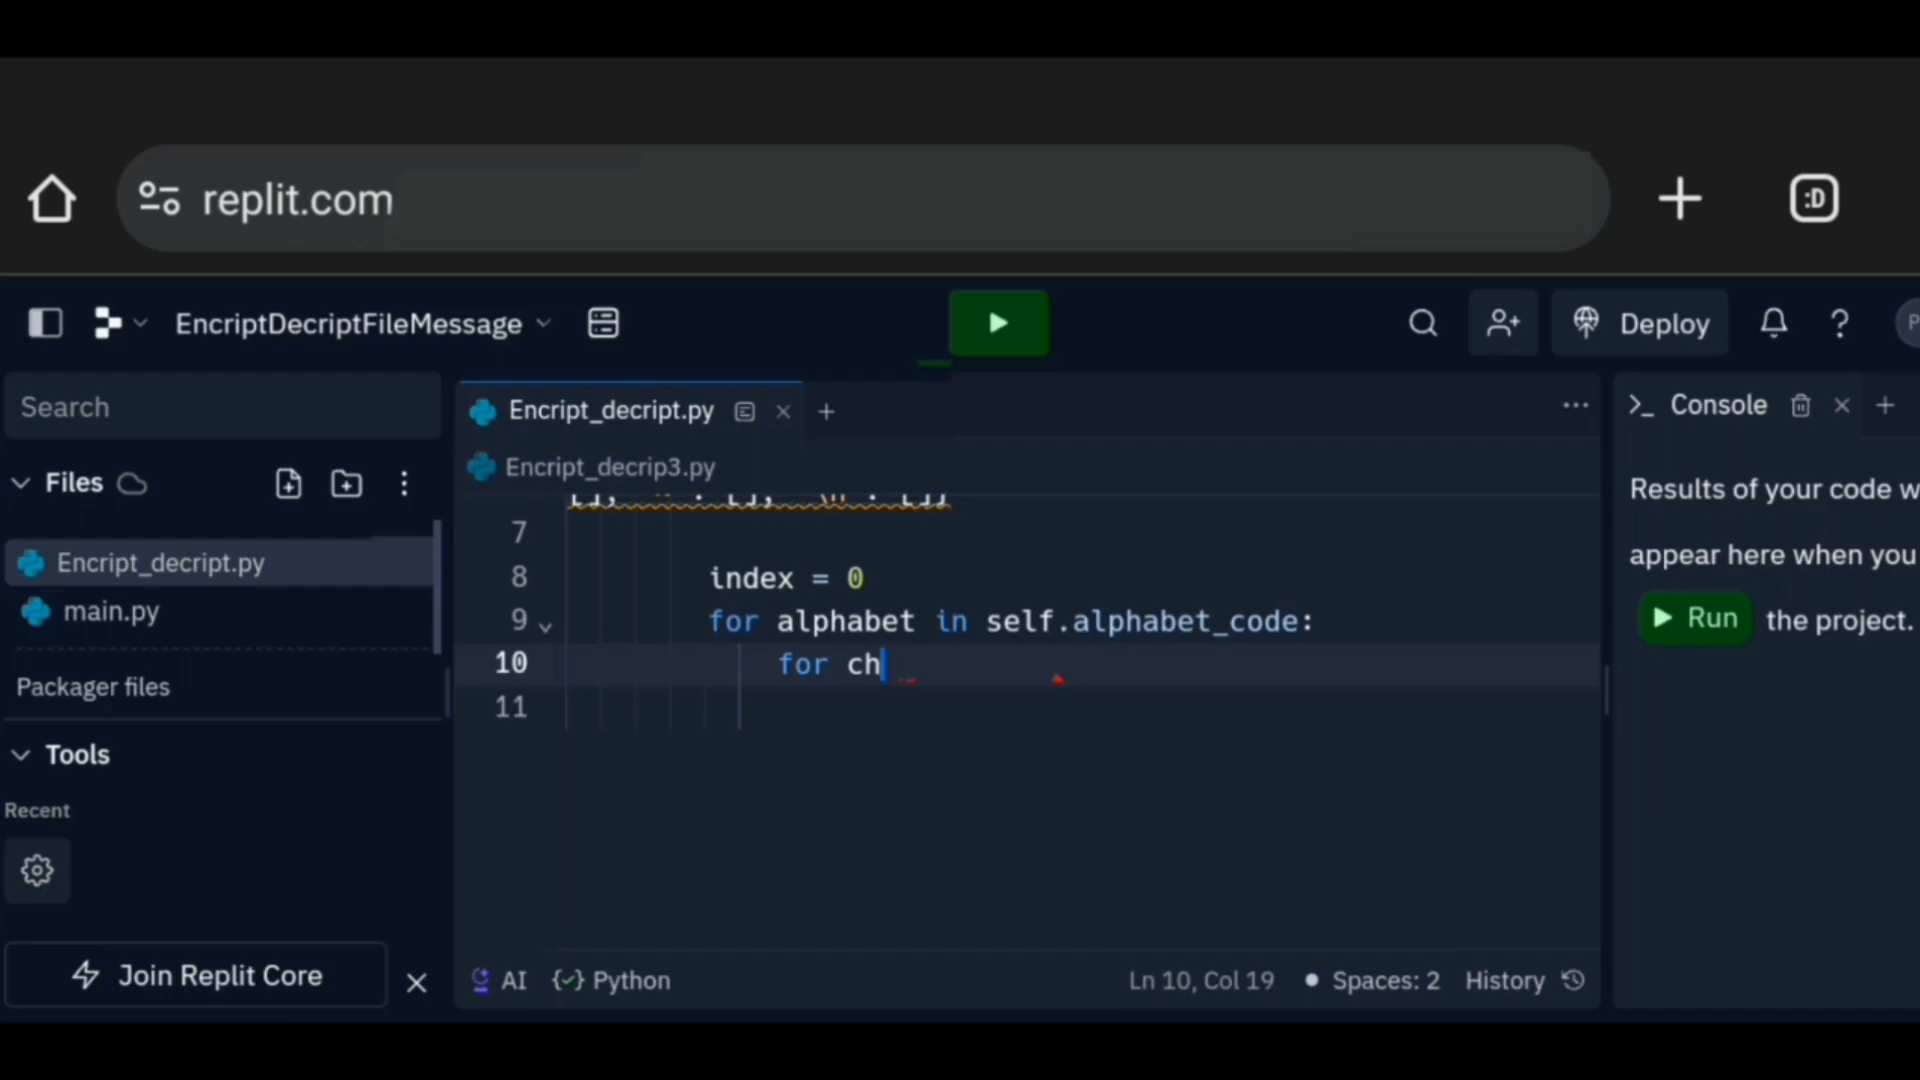 replit.com
:D
EncriptDecriptFileMessage
Deploy
?
P
Search
Files
Encript_decript.py
main.py
Packager files
Tools
Recent
Join Replit Core
Encript_decript.py
Encript_decrip3.py
7
8 index = 0
9 for alphabet in self.alphabet_code:
10 for ch
11
AI {✓} Python
Ln 10, Col 19 • Spaces: 2 History
>_ Console
Results of your code w
appear here when you
Run the project.